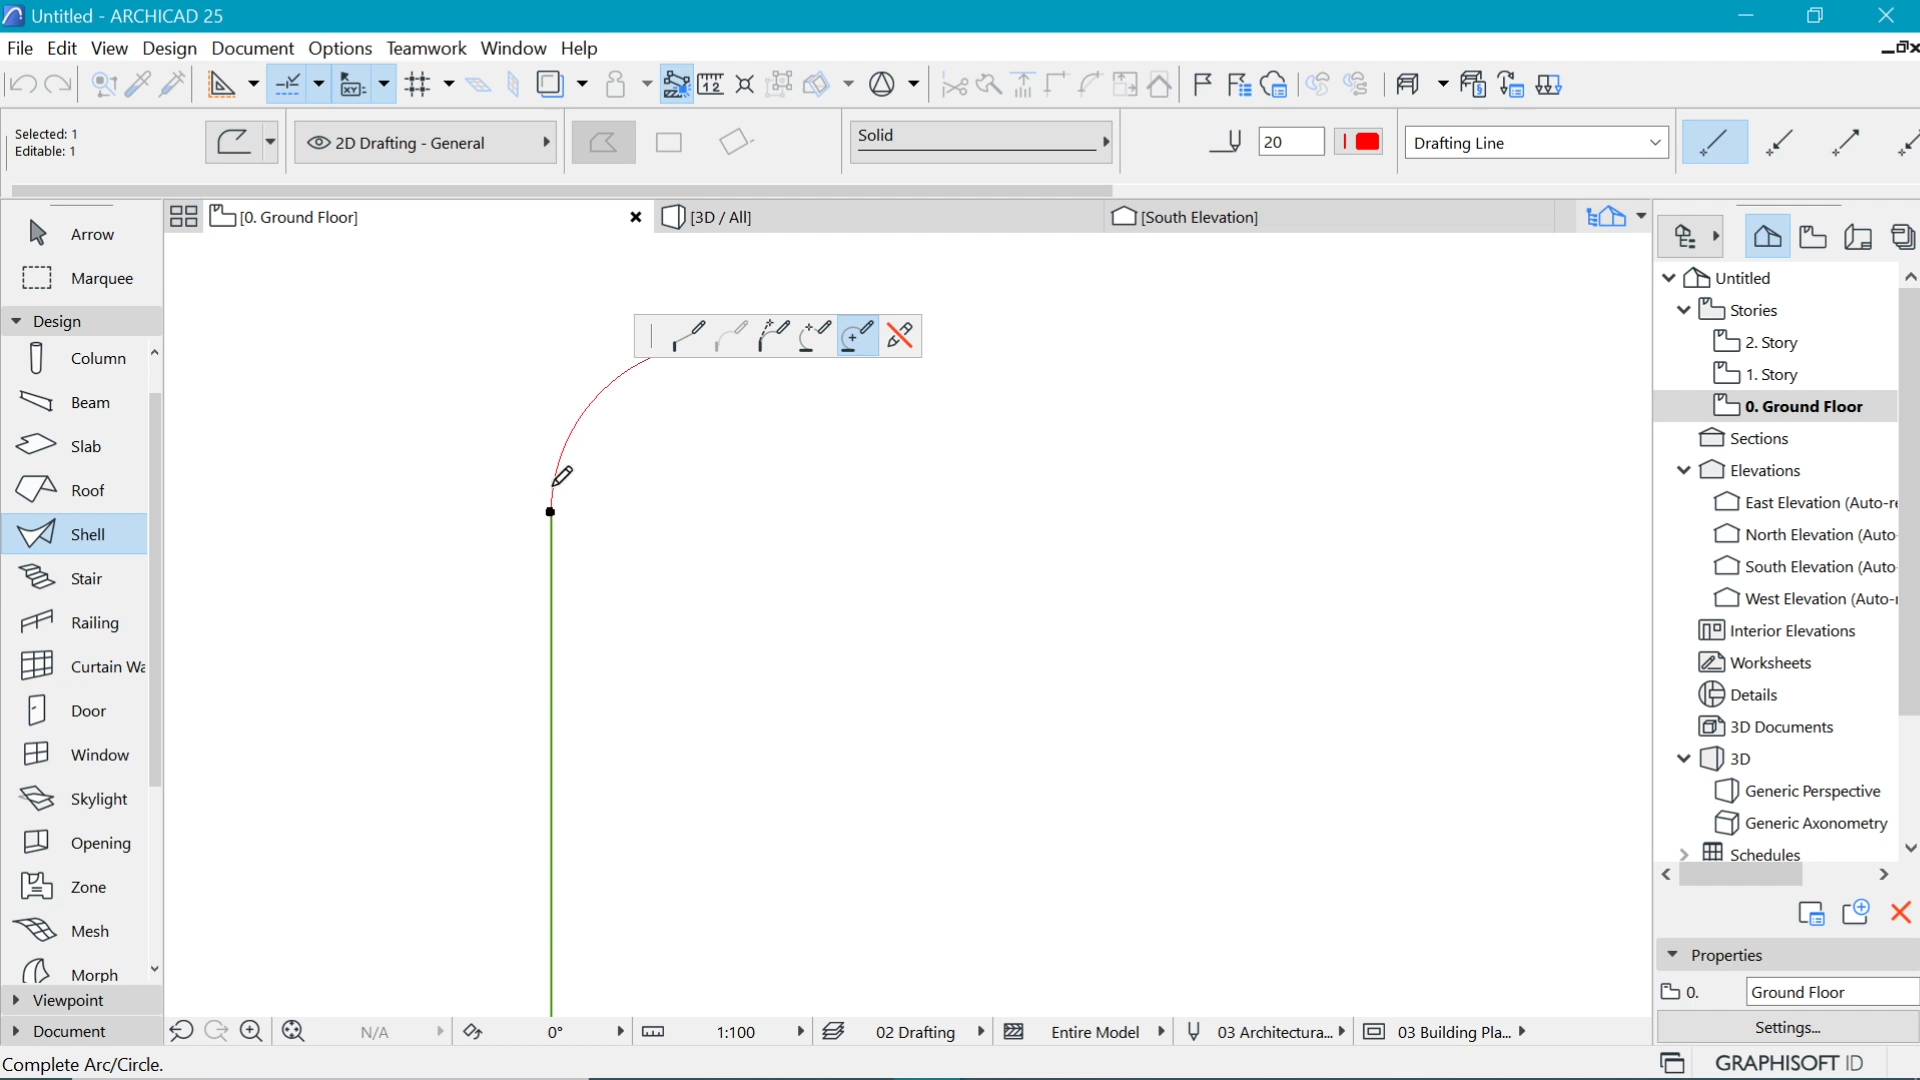 Untitled - ARCHICAD 25
File Edit View Design Document Options Teamwork Window Help
Selected: 1
Editable: 1
2D Drafting - General
Solid
20
Drafting Line
[0. Ground Floor]
[3D / All]
[South Elevation]
Arrow
Marquee
Design
Column
Beam
Slab
Roof
Shell
Stair
Railing
Curtain Wa
Door
Window
Skylight
Opening
Zone
Mesh
Morph
Viewpoint
Document
Untitled
Stories
2. Story
1. Story
0. Ground Floor
Sections
Elevations
East Elevation (Auto-re
North Elevation (Auto-
South Elevation (Auto-
West Elevation (Auto-r
Interior Elevations
Worksheets
Details
3D Documents
3D
Generic Perspective
Generic Axonometry
Schedules
Properties
0. Ground Floor
Settings...
N/A 0° 1:100 02 Drafting Entire Model 03 Architectura... 03 Building Pla...
Complete Arc/Circle.
GRAPHISOFT ID